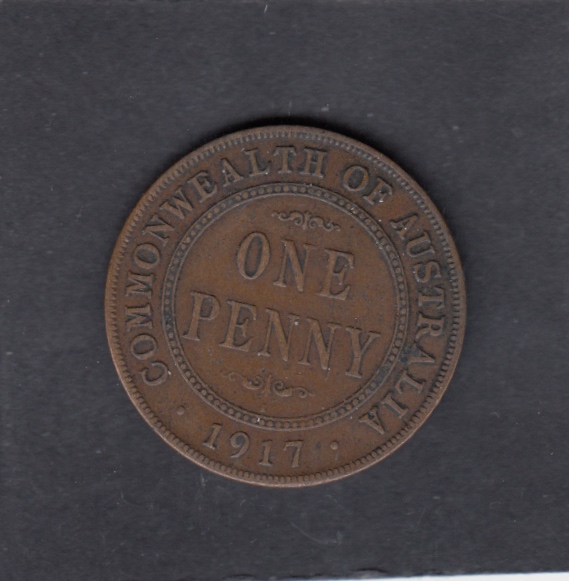 COMMONWEALTH OF AUSTRALIA
ONE
PENNY
1917